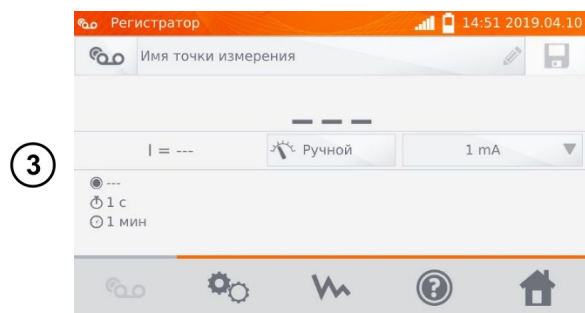 Регистратор 14:51 2019.04.10
Имя точки измерения
— — —
I = --- Ручной 1 mA
3
---
1 с
1 мин
?